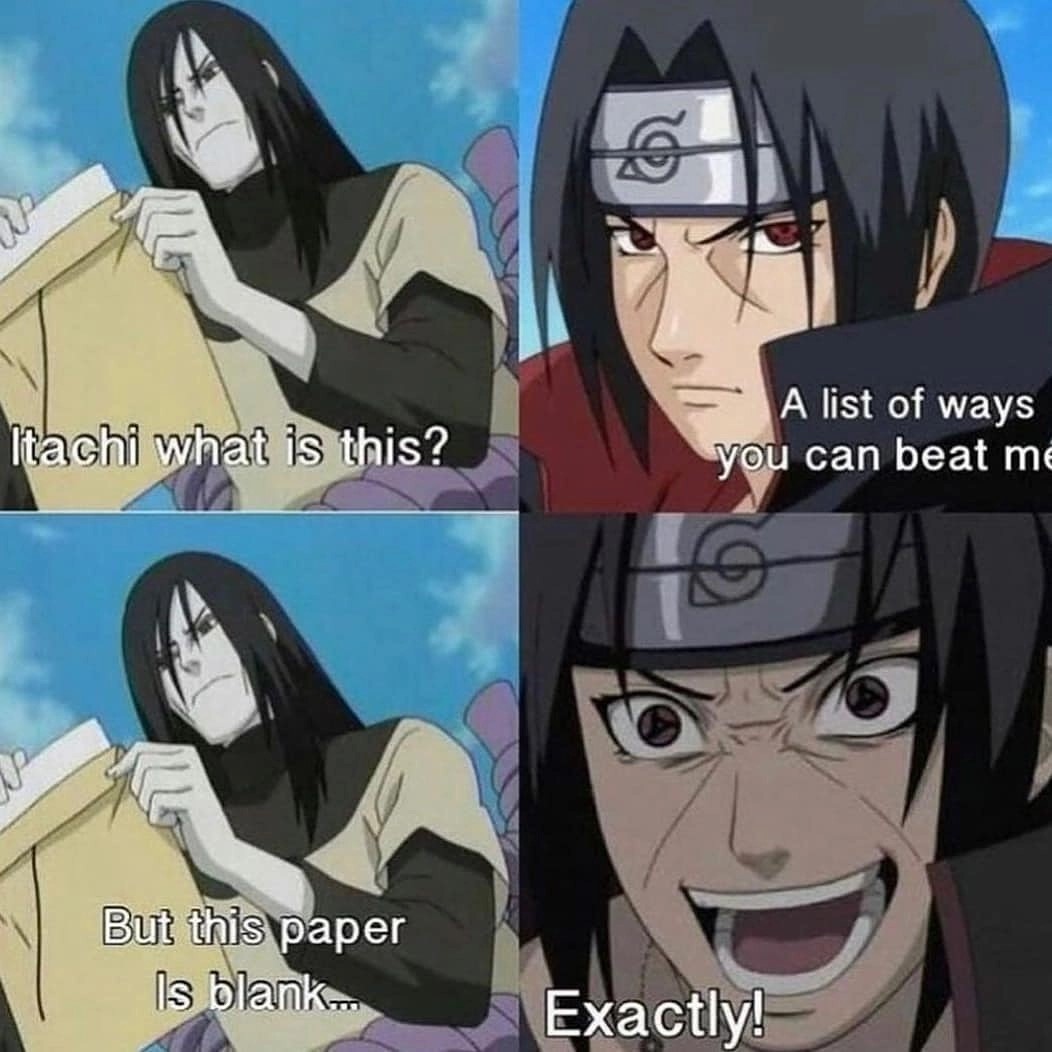 Itachi what is this?
A list of ways
you can beat me
But this paper
Is blank...
Exactly!